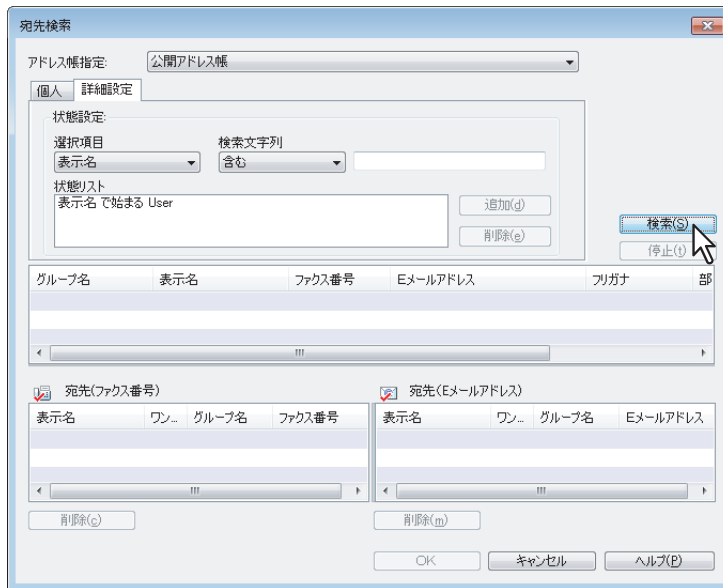 宛先検索
アドレス帳指定: 公開アドレス帳
個人 詳細設定
状態設定:
選択項目 検索文字列
表示名 含む
状態リスト
表示名 で始まる User
追加(d)
削除(e)
検索(S)
停止(t)
グループ名 表示名 ファクス番号 Eメールアドレス フリガナ 部
宛先(ファクス番号) 宛先(Eメールアドレス)
表示名 ワン... グループ名 ファクス番号 表示名 ワン... グループ名 Eメールアドレス
削除(c) 削除(m)
OK キャンセル ヘルプ(P)